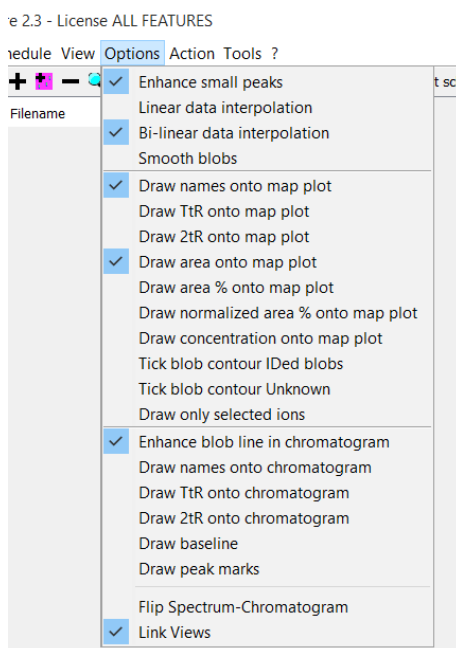 re 2.3 - License ALL FEATURES
hedule View Options Action Tools ?
Enhance small peaks
t sc
Linear data interpolation
Filename
Bi-linear data interpolation
Smooth blobs
Draw names onto map plot
Draw TtR onto map plot
Draw 2tR onto map plot
Draw area onto map plot
Draw area % onto map plot
Draw normalized area % onto map plot
Draw concentration onto map plot
Tick blob contour IDed blobs
Tick blob contour Unknown
Draw only selected ions
Enhance blob line in chromatogram
Draw names onto chromatogram
Draw TtR onto chromatogram
Draw 2tR onto chromatogram
Draw baseline
Draw peak marks
Flip Spectrum-Chromatogram
Link Views